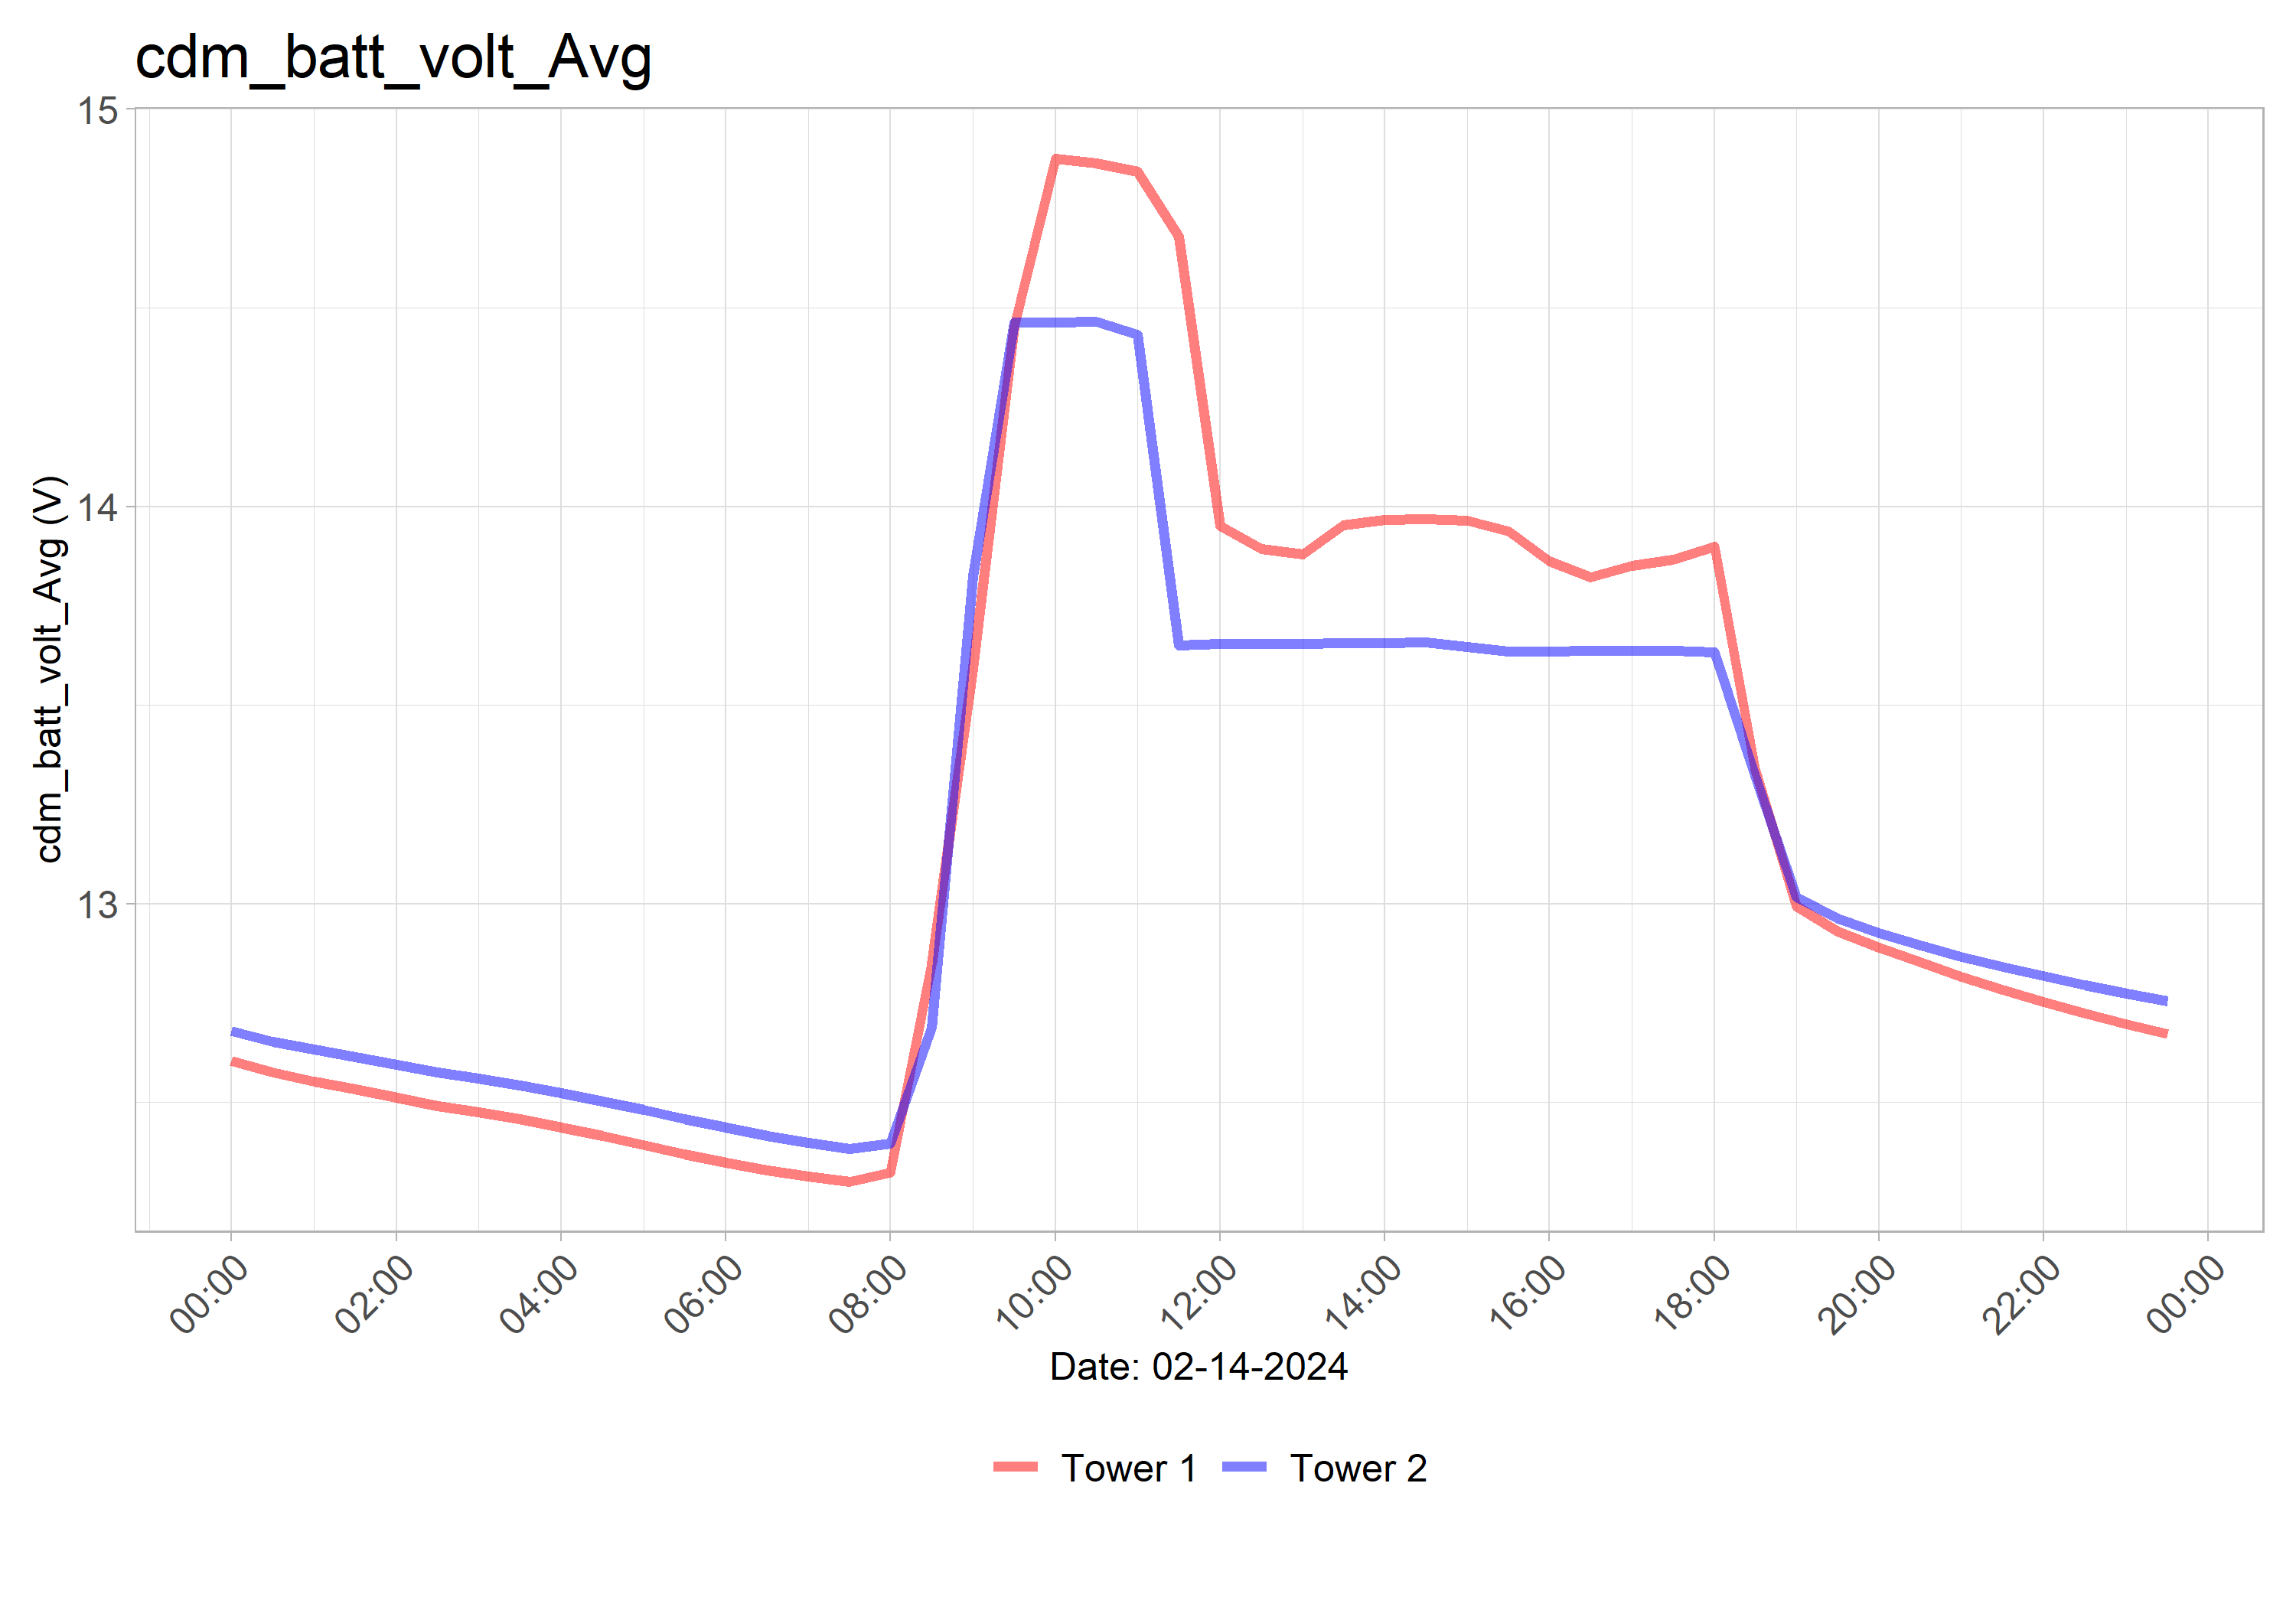 cdm_batt_volt_Avg
15
14
13
cdm_batt_volt_Avg (V)
00:00 02:00 04:00 06:00 08:00 10:00 12:00 14:00 16:00 18:00 20:00 22:00 00:00
Date: 02-14-2024
Tower 1 Tower 2